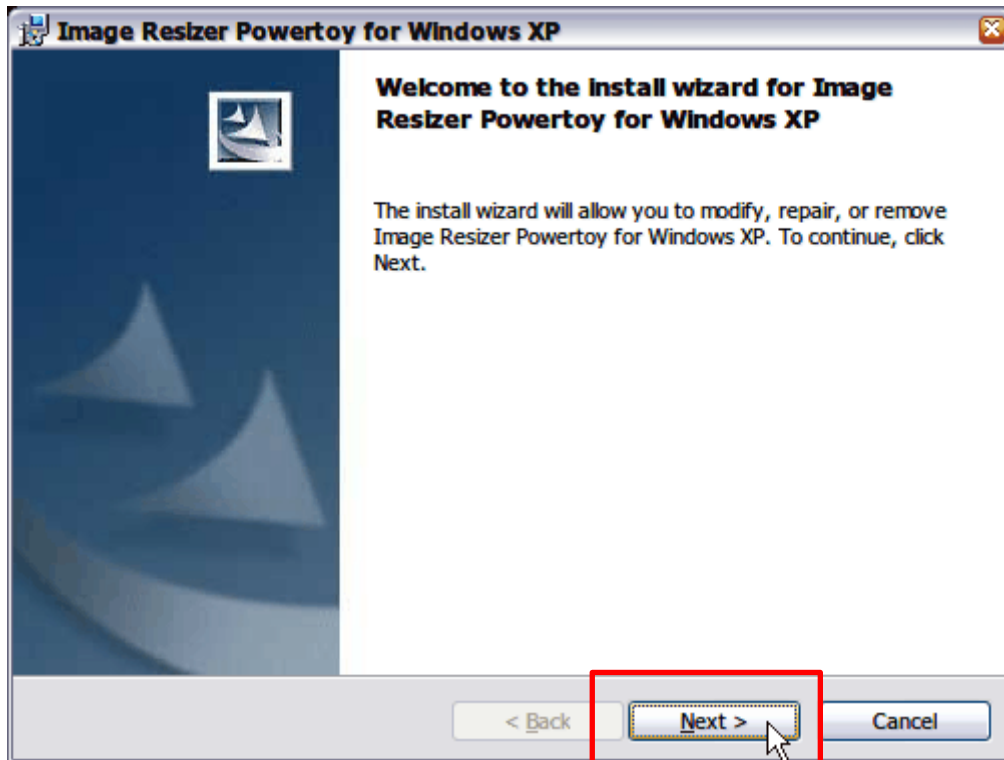 Image Resizer Powertoy for Windows XP
Welcome to the install wizard for Image
Resizer Powertoy for Windows XP
The install wizard will allow you to modify, repair, or remove
Image Resizer Powertoy for Windows XP. To continue, click
Next.
< Back Next > Cancel